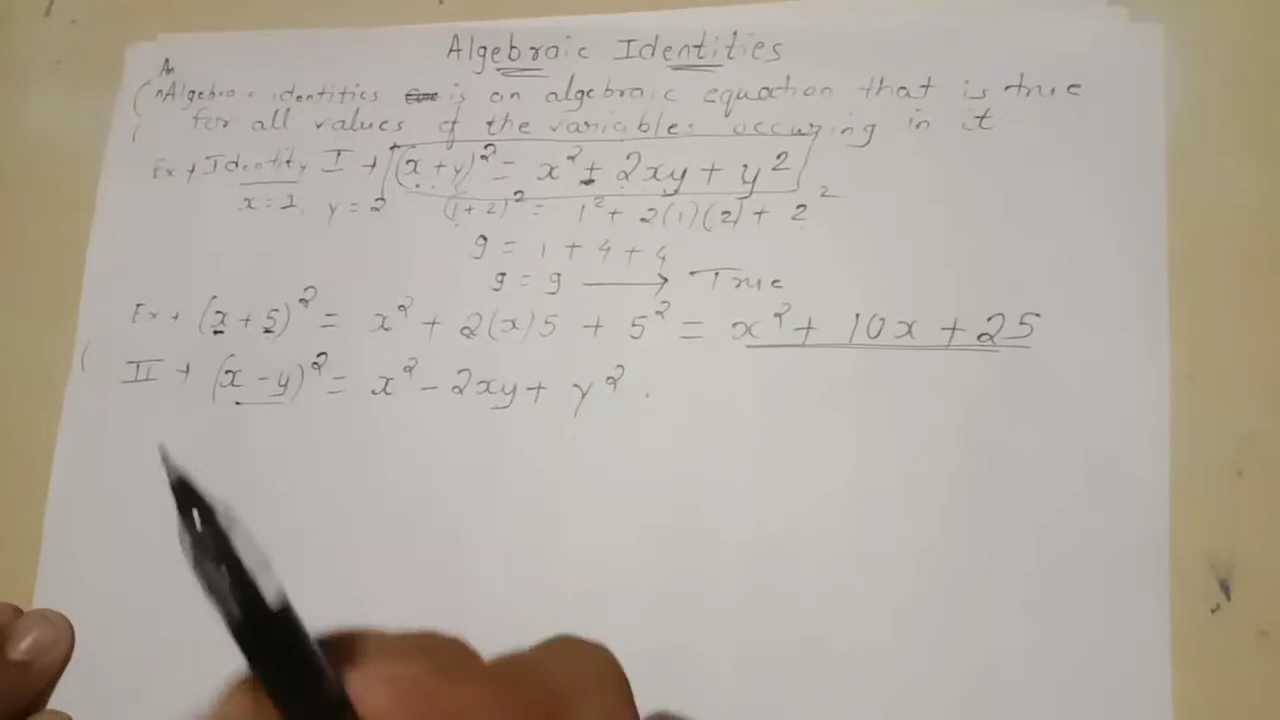 Algebraic Identities
An
Algebraic identities is an algebraic equation that is true
for all values of the variables occuring in it
Ex → Identity I → (x + y)² = x² + 2xy + y²
x = 1, y = 2 (1 + 2)² = 1² + 2(1)(2) + 2²
9 = 1 + 4 + 4
9 = 9 → True
Ex → (x + 5)² = x² + 2(x)5 + 5² = x² + 10x + 25
II → (x - y)² = x² - 2xy + y².